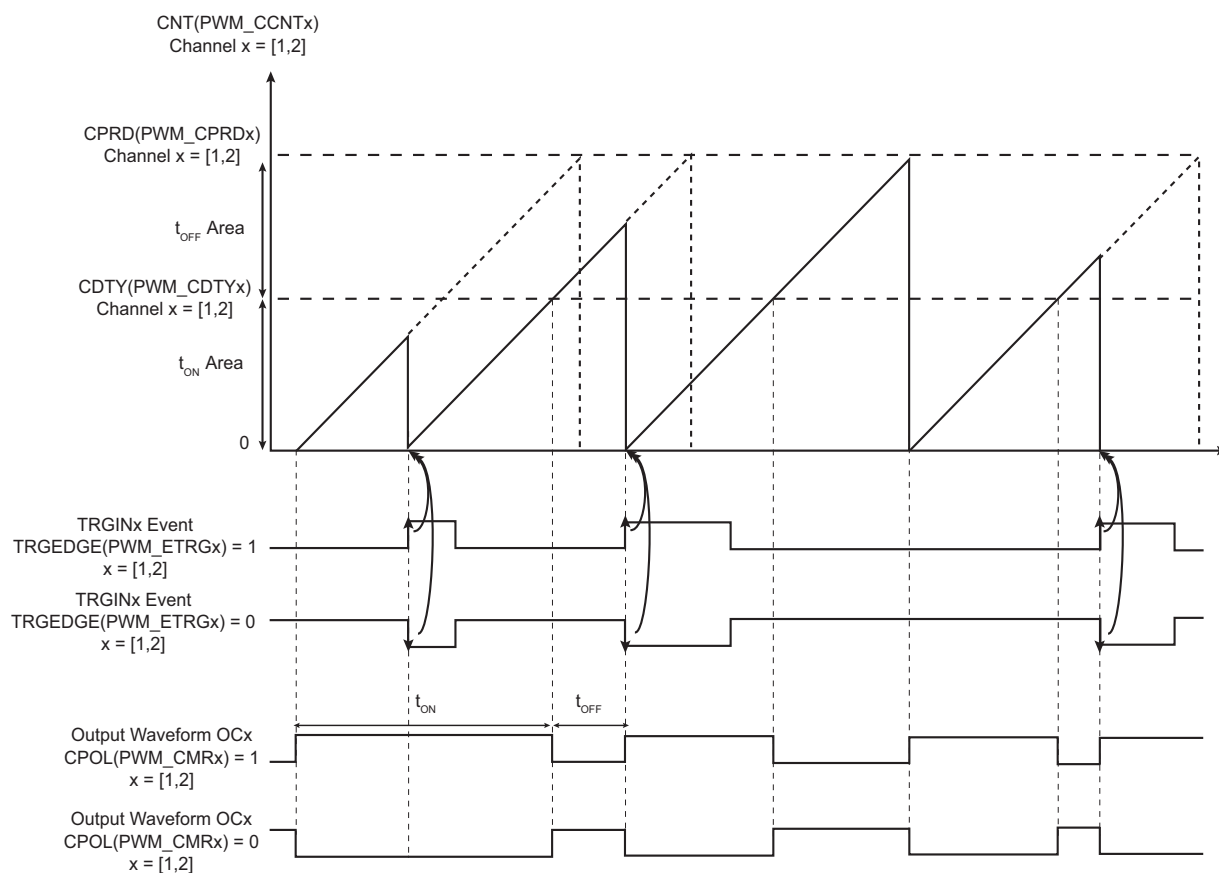 CNT(PWM_CCNTx)
Channel x = [1,2]
CPRD(PWM_CPRDx)
Channel x = [1,2]
tOFF Area
CDTY(PWM_CDTYx)
Channel x = [1,2]
tON Area
0
TRGINx Event
TRGEDGE(PWM_ETRGx) = 1
x = [1,2]
TRGINx Event
TRGEDGE(PWM_ETRGx) = 0
x = [1,2]
tON
tOFF
Output Waveform OCx
CPOL(PWM_CMRx) = 1
x = [1,2]
Output Waveform OCx
CPOL(PWM_CMRx) = 0
x = [1,2]